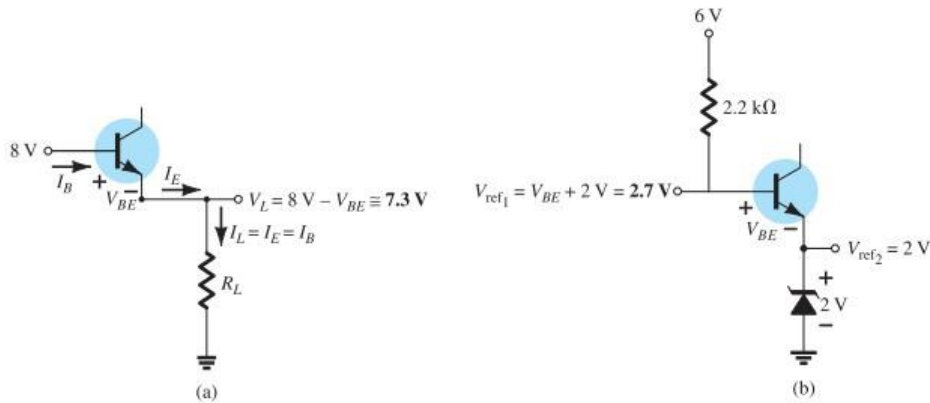 8 V
I_B
+
–
V_BE
I_E
V_L = 8 V – V_BE ≅ 7.3 V
I_L = I_E = I_B
R_L
(a)
6 V
2.2 kΩ
V_ref1 = V_BE + 2 V = 2.7 V
+
V_BE –
V_ref2 = 2 V
+
2 V
–
(b)